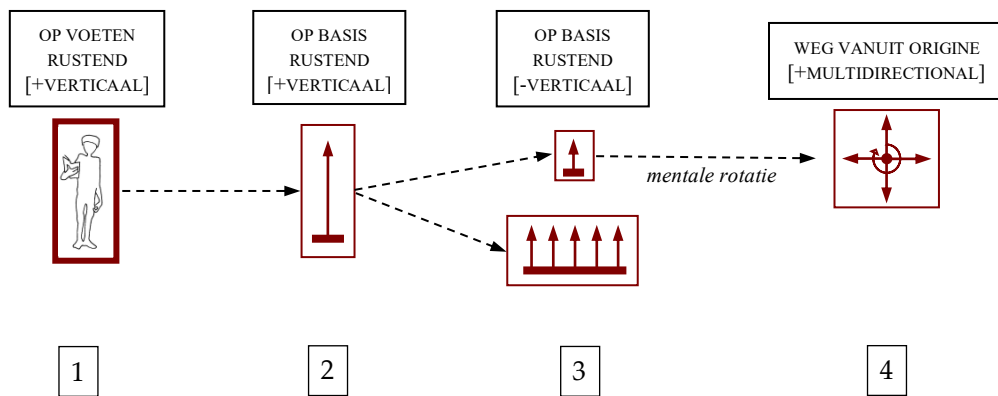 OP VOETEN
RUSTEND
[+VERTICAAL]
OP BASIS
RUSTEND
[+VERTICAAL]
OP BASIS
RUSTEND
[-VERTICAAL]
WEG VANUIT ORIGINE
[+MULTIDIRECTIONAL]
mentale rotatie
1
2
3
4